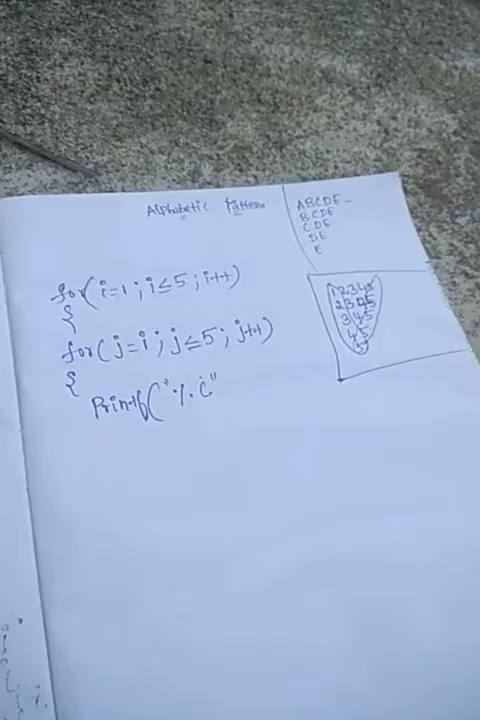 Alphabetic Pattern
ABCDE
BCDE
CDE
DE
E
12345
2345
345
45
5
for(i=1; i≤5; i++)
{
for(j=i; j≤5; j++)
{
Printf("%c"